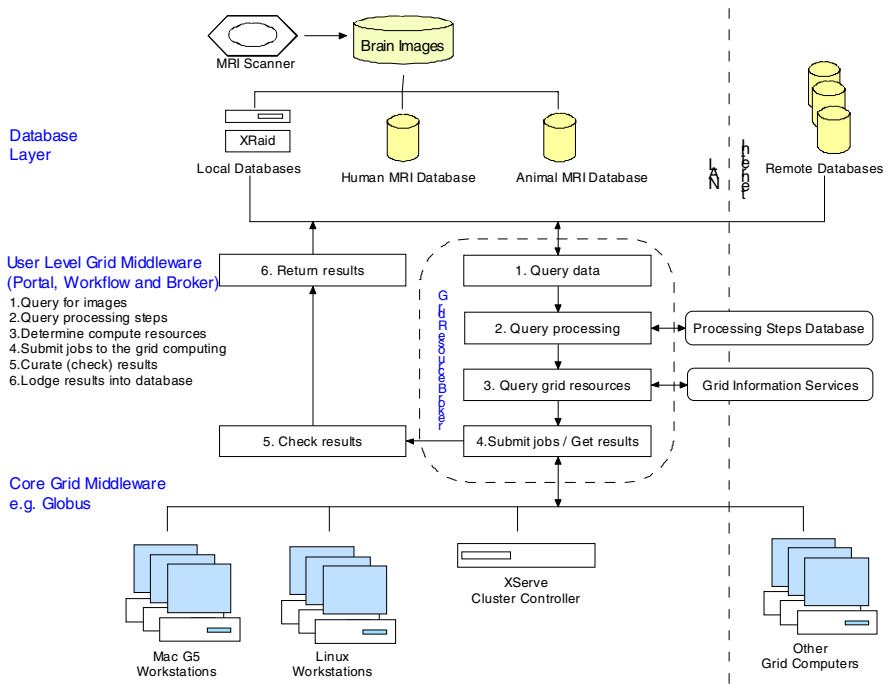 Brain Images
MRI Scanner
Database
Layer
XRaid
Local Databases
Human MRI Database
Animal MRI Database
LAN
Internet
Remote Databases
User Level Grid Middleware
(Portal, Workflow and Broker)
1.Query for images
2.Query processing steps
3.Determine compute resources
4.Submit jobs to the grid computing
5.Curate (check) results
6.Lodge results into database
6. Return results
1. Query data
Grid Resource Broker
2. Query processing
Processing Steps Database
3. Query grid resources
Grid Information Services
5. Check results
4.Submit jobs / Get results
Core Grid Middleware
e.g. Globus
XServe
Cluster Controller
Mac G5
Workstations
Linux
Workstations
Other
Grid Computers